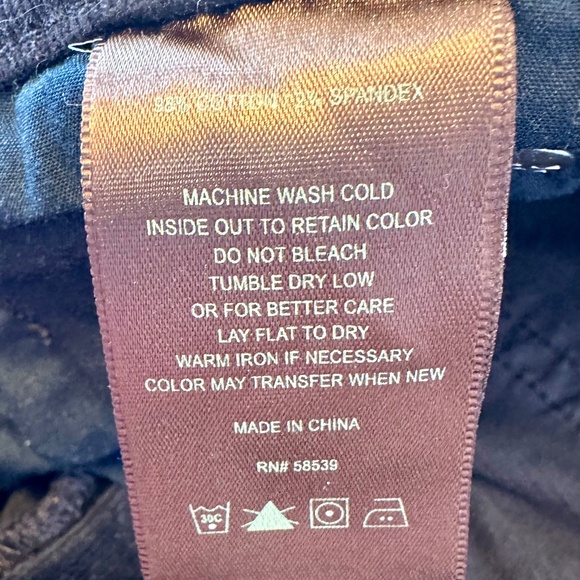 98% COTTON 2% SPANDEX
MACHINE WASH COLD
INSIDE OUT TO RETAIN COLOR
DO NOT BLEACH
TUMBLE DRY LOW
OR FOR BETTER CARE
LAY FLAT TO DRY
WARM IRON IF NECESSARY
COLOR MAY TRANSFER WHEN NEW
MADE IN CHINA
RN# 58539
30C